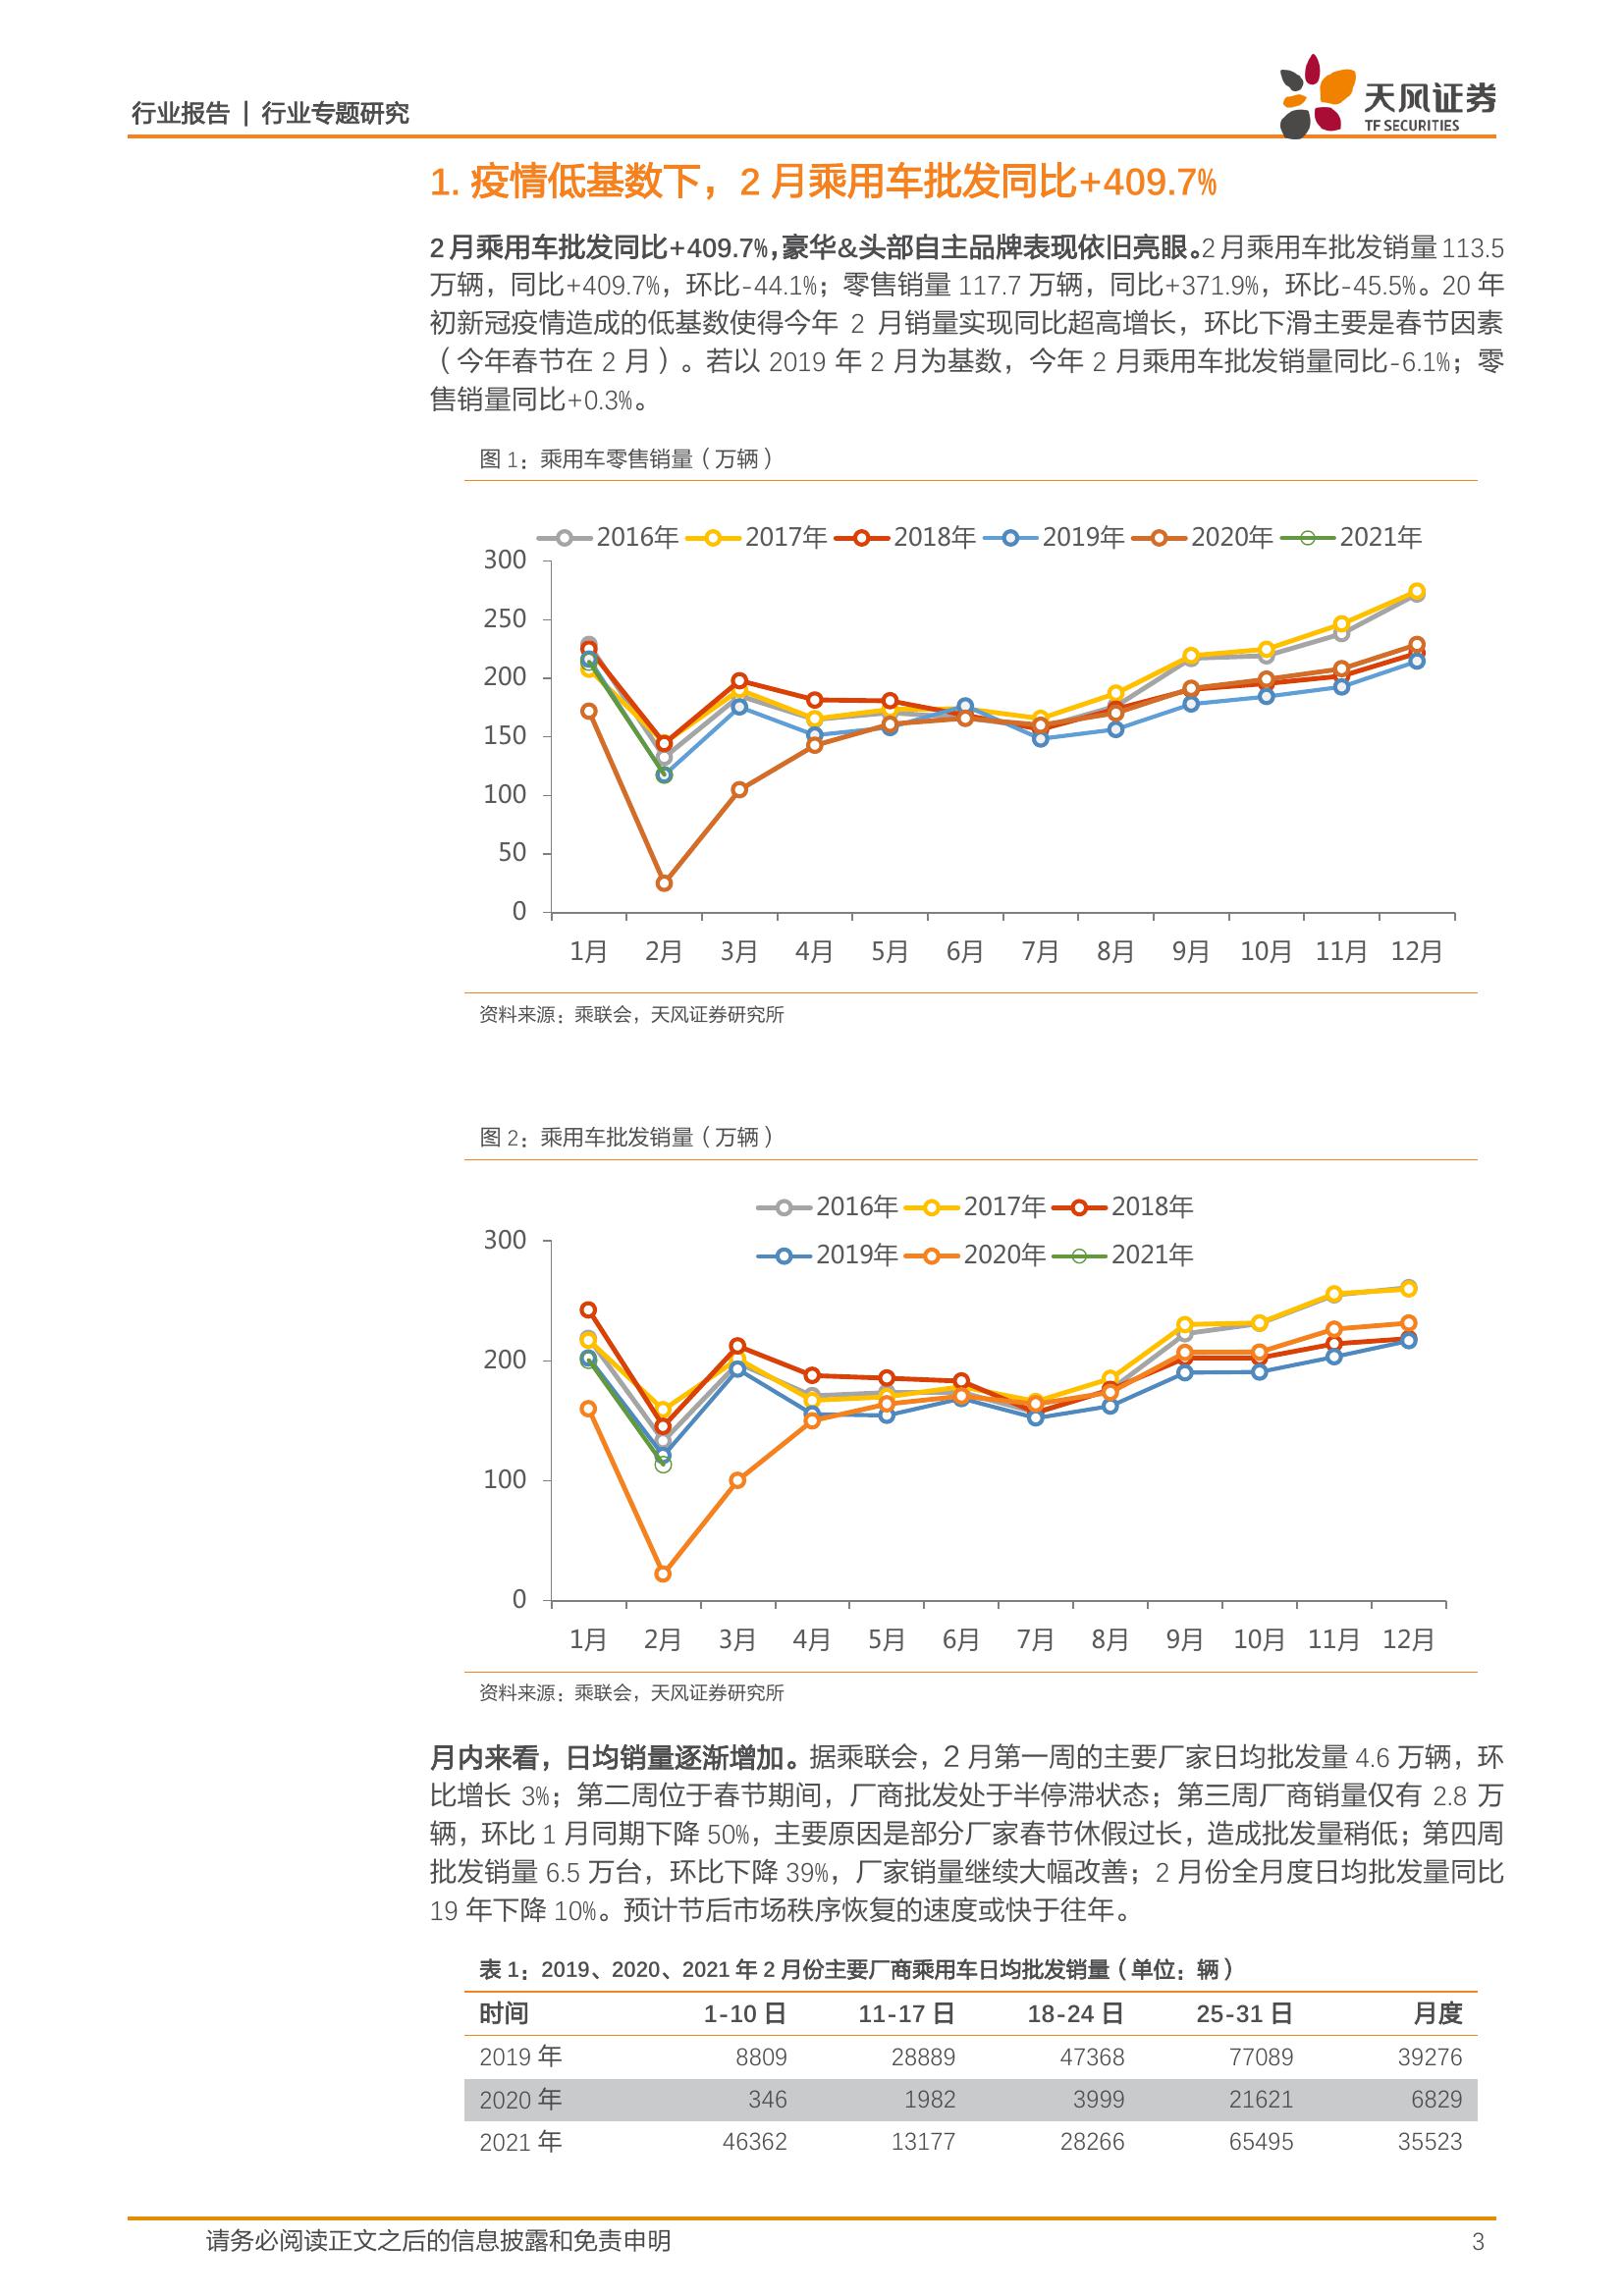 行业报告 | 行业专题研究
天风证券
TF SECURITIES
1. 疫情低基数下，2 月乘用车批发同比+409.7%
2 月乘用车批发同比+409.7%,豪华&头部自主品牌表现依旧亮眼。2 月乘用车批发销量 113.5
万辆，同比+409.7%，环比-44.1%；零售销量 117.7 万辆，同比+371.9%，环比-45.5%。20 年
初新冠疫情造成的低基数使得今年 2 月销量实现同比超高增长，环比下滑主要是春节因素
（今年春节在 2 月）。若以 2019 年 2 月为基数，今年 2 月乘用车批发销量同比-6.1%；零
售销量同比+0.3%。
图 1：乘用车零售销量（万辆）
2016年 2017年 2018年 2019年 2020年 2021年
300
250
200
150
100
50
0
1月 2月 3月 4月 5月 6月 7月 8月 9月 10月 11月 12月
资料来源：乘联会，天风证券研究所
图 2：乘用车批发销量（万辆）
2016年 2017年 2018年
2019年 2020年 2021年
300
200
100
0
1月 2月 3月 4月 5月 6月 7月 8月 9月 10月 11月 12月
资料来源：乘联会，天风证券研究所
月内来看，日均销量逐渐增加。据乘联会，2 月第一周的主要厂家日均批发量 4.6 万辆，环
比增长 3%；第二周位于春节期间，厂商批发处于半停滞状态；第三周厂商销量仅有 2.8 万
辆，环比 1 月同期下降 50%，主要原因是部分厂家春节休假过长，造成批发量稍低；第四周
批发销量 6.5 万台，环比下降 39%，厂家销量继续大幅改善；2 月份全月度日均批发量同比
19 年下降 10%。预计节后市场秩序恢复的速度或快于往年。
表 1：2019、2020、2021 年 2 月份主要厂商乘用车日均批发销量（单位：辆）
时间 1-10 日 11-17 日 18-24 日 25-31 日 月度
2019 年 8809 28889 47368 77089 39276
2020 年 346 1982 3999 21621 6829
2021 年 46362 13177 28266 65495 35523
请务必阅读正文之后的信息披露和免责申明 3